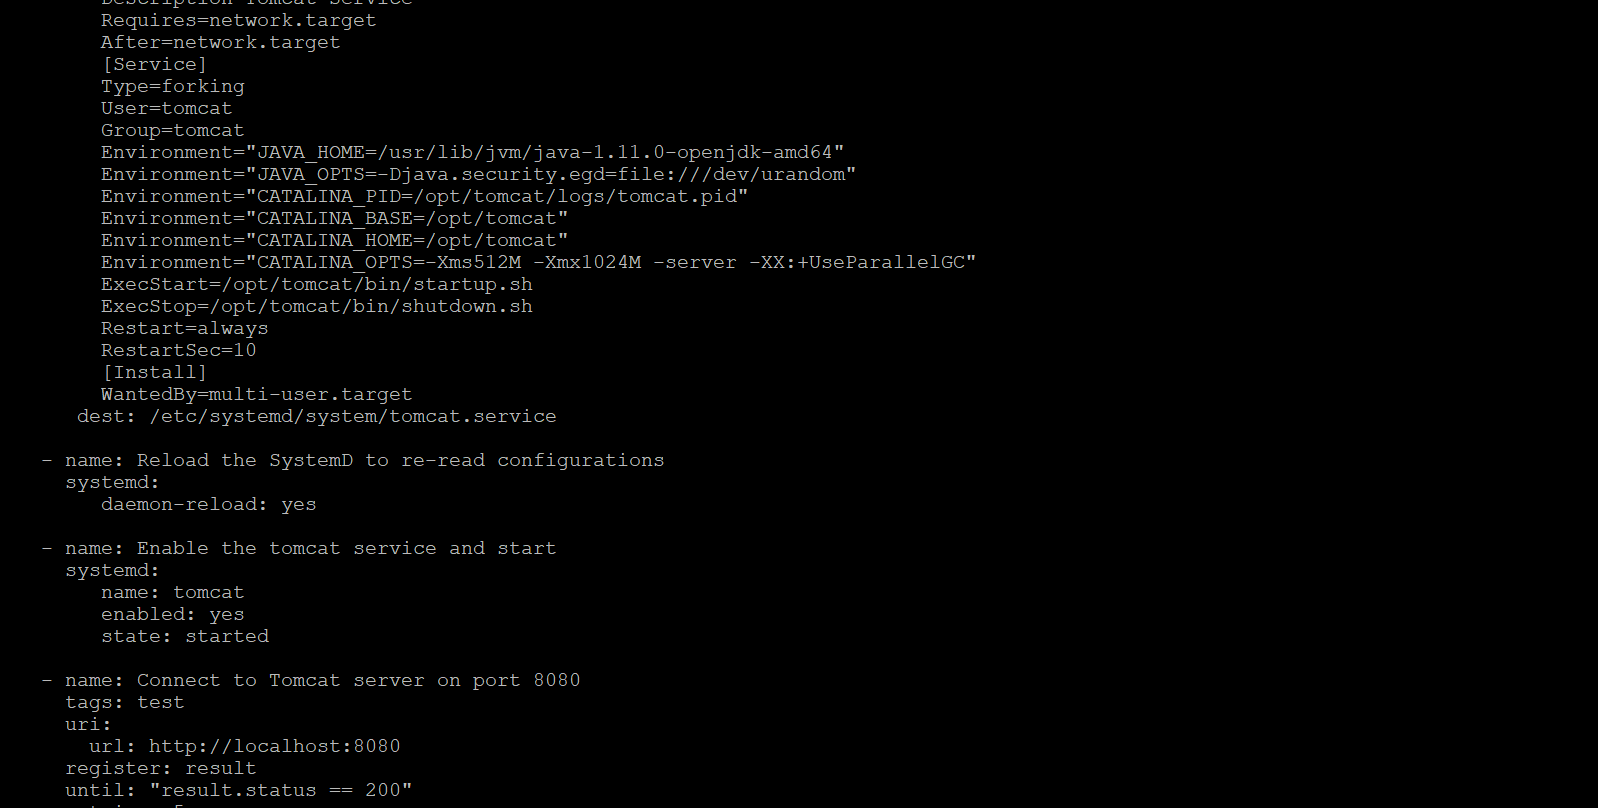 Description=Tomcat Service
Requires=network.target
After=network.target
[Service]
Type=forking
User=tomcat
Group=tomcat
Environment="JAVA_HOME=/usr/lib/jvm/java-1.11.0-openjdk-amd64"
Environment="JAVA_OPTS=-Djava.security.egd=file:///dev/urandom"
Environment="CATALINA_PID=/opt/tomcat/logs/tomcat.pid"
Environment="CATALINA_BASE=/opt/tomcat"
Environment="CATALINA_HOME=/opt/tomcat"
Environment="CATALINA_OPTS=-Xms512M -Xmx1024M -server -XX:+UseParallelGC"
ExecStart=/opt/tomcat/bin/startup.sh
ExecStop=/opt/tomcat/bin/shutdown.sh
Restart=always
RestartSec=10
[Install]
WantedBy=multi-user.target
dest: /etc/systemd/system/tomcat.service
- name: Reload the SystemD to re-read configurations
systemd:
daemon-reload: yes
- name: Enable the tomcat service and start
systemd:
name: tomcat
enabled: yes
state: started
- name: Connect to Tomcat server on port 8080
tags: test
uri:
url: http://localhost:8080
register: result
until: "result.status == 200"